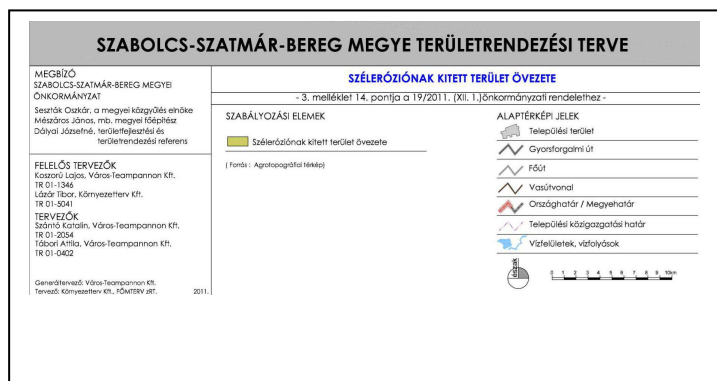 SZABOLCS-SZATMÁR-BEREG MEGYE TERÜLETRENDEZÉSI TERVE
MEGBÍZÓ
SZABOLCS-SZATMÁR-BEREG MEGYEI
ÖNKORMÁNYZAT
Seszták Oszkár, a megyei közgyűlés elnöke
Mészáros János, mb. megyei főépítész
Dályai Józsefné, területfejlesztési és
területrendezési referens
FELELŐS TERVEZŐK
Koszorú Lajos, Város-Teampannon Kft.
TR 01-1346
Lázár Tibor, Környezetterv Kft.
TR 01-5041
TERVEZŐK
Szántó Katalin, Város-Teampannon Kft.
TR 01-2054
Tábori Attila, Város-Teampannon Kft.
TR 01-0402
Generáltervező: Város-Teampannon Kft.
Tervező: Környezetterv Kft., FŐMTERV zRT. 2011.
SZÉLERÓZIÓNAK KITETT TERÜLET ÖVEZETE
- 3. melléklet 14. pontja a 19/2011. (XII. 1.)önkormányzati rendelethez -
SZABÁLYOZÁSI ELEMEK
Széleróziónak kitett terület övezete
( Forrás : Agrotopográfiai térkép)
ALAPTÉRKÉPI JELEK
Települési terület
Gyorsforgalmi út
Főút
Vasútvonal
Országhatár / Megyehatár
Települési közigazgatási határ
Vízfelületek, vízfolyások
észak
0 1 2 3 4 5 6 7 8 9 10km